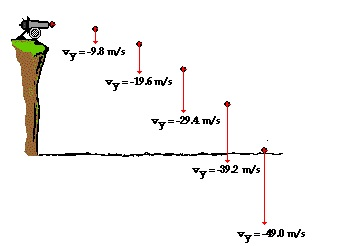 vy = -9.8 m/s
vy = -19.6 m/s
vy = -29.4 m/s
vy = -39.2 m/s
vy = -49.0 m/s